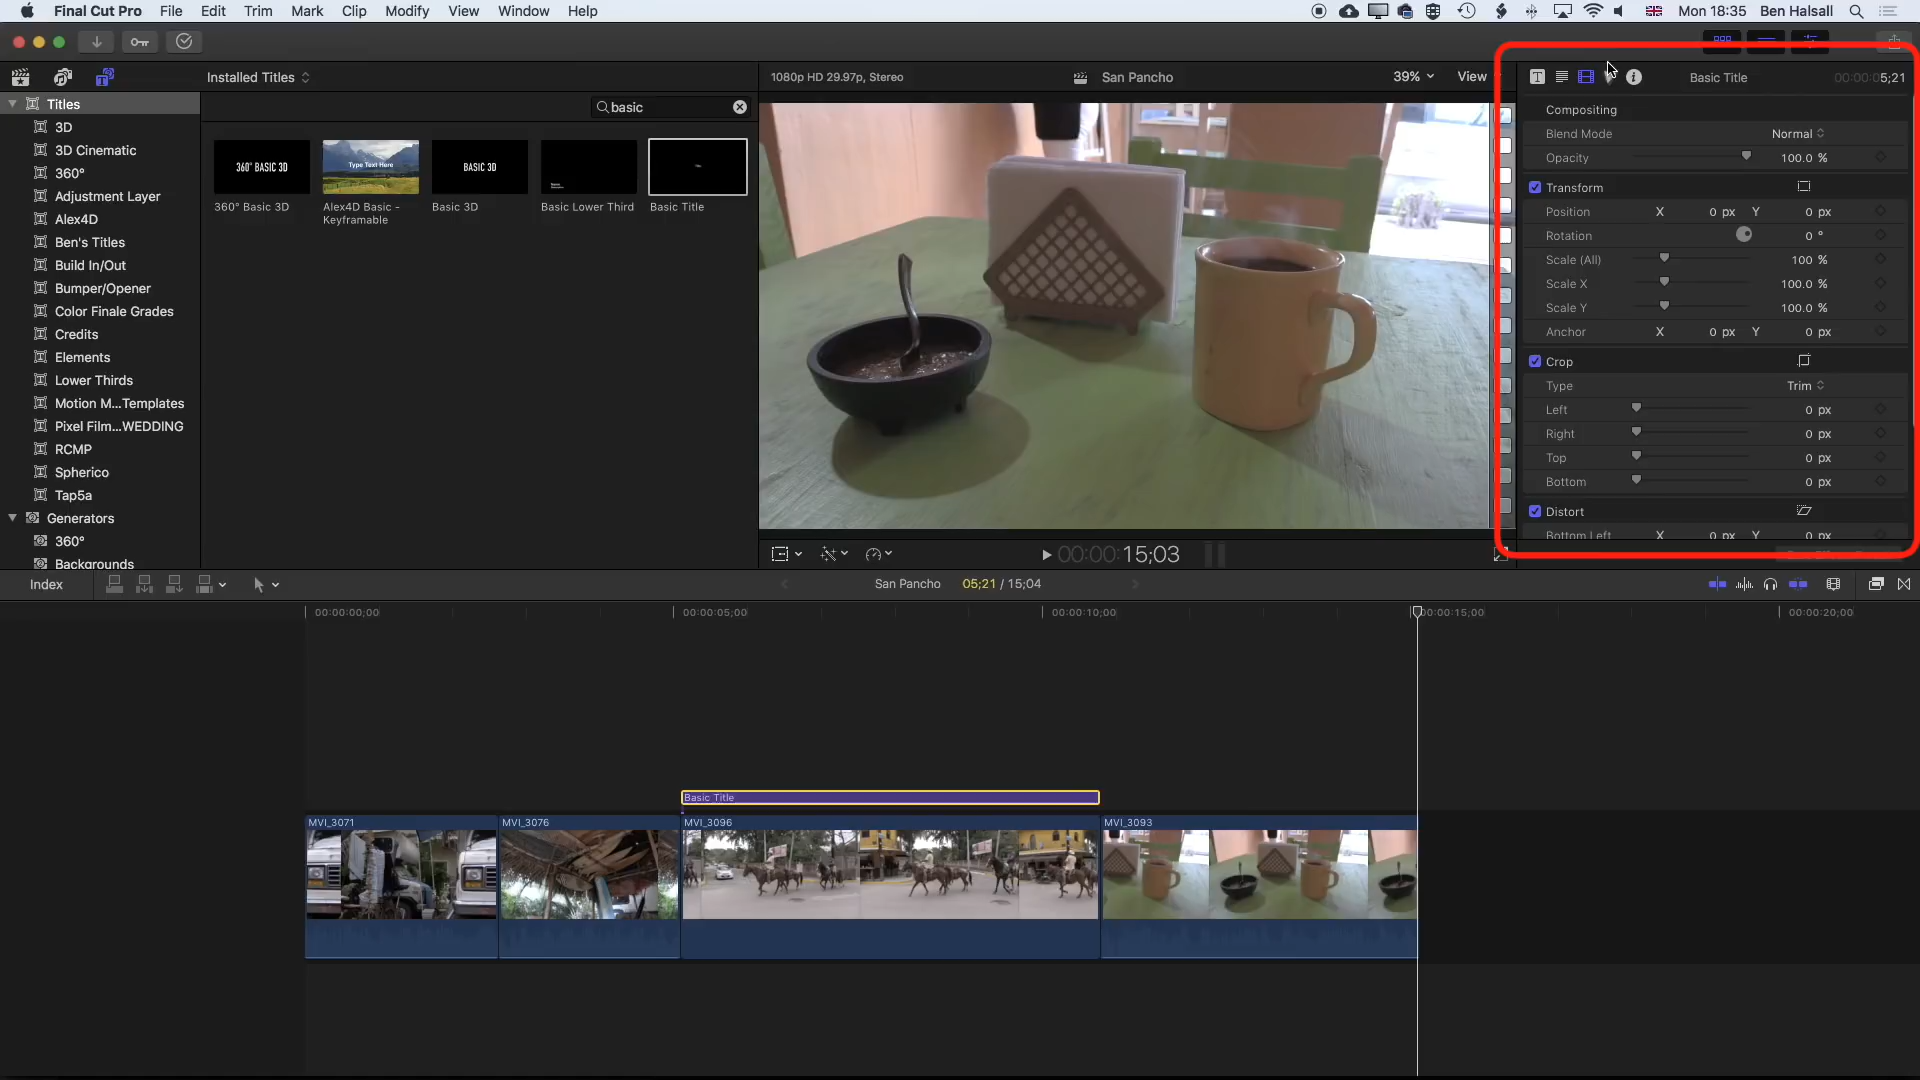 Final Cut Pro File Edit Trim Mark Clip Modify View Window Help Mon 18:35 Ben Halsall
Installed Titles
1080p HD 29.97p, Stereo San Pancho 39% View
T i Basic Title 00:00:05;21
Titles
basic
3D
3D Cinematic
360°
Adjustment Layer
Alex4D
Ben's Titles
Build In/Out
Bumper/Opener
Color Finale Grades
Credits
Elements
Lower Thirds
Motion M...Templates
Pixel Film...WEDDING
RCMP
Spherico
Tap5a
Generators
360°
Backgrounds
360° BASIC 3D
Type Text Here
BASIC 3D
360° Basic 3D
Alex4D Basic -
Keyframable
Basic 3D
Basic Lower Third
Basic Title
Compositing
Blend Mode Normal
Opacity 100.0 %
Transform
Position X 0 px Y 0 px
Rotation 0 °
Scale (All) 100 %
Scale X 100.0 %
Scale Y 100.0 %
Anchor X 0 px Y 0 px
Crop
Type Trim
Left 0 px
Right 0 px
Top 0 px
Bottom 0 px
Distort
Bottom Left X 0 px Y 0 px
00:00:15;03
Index San Pancho 05;21 / 15;04
00:00:00;00 00:00:05;00 00:00:10;00 00:00:15;00 00:00:20;00
Basic Title
MVI_3071 MVI_3076 MVI_3096 MVI_3093